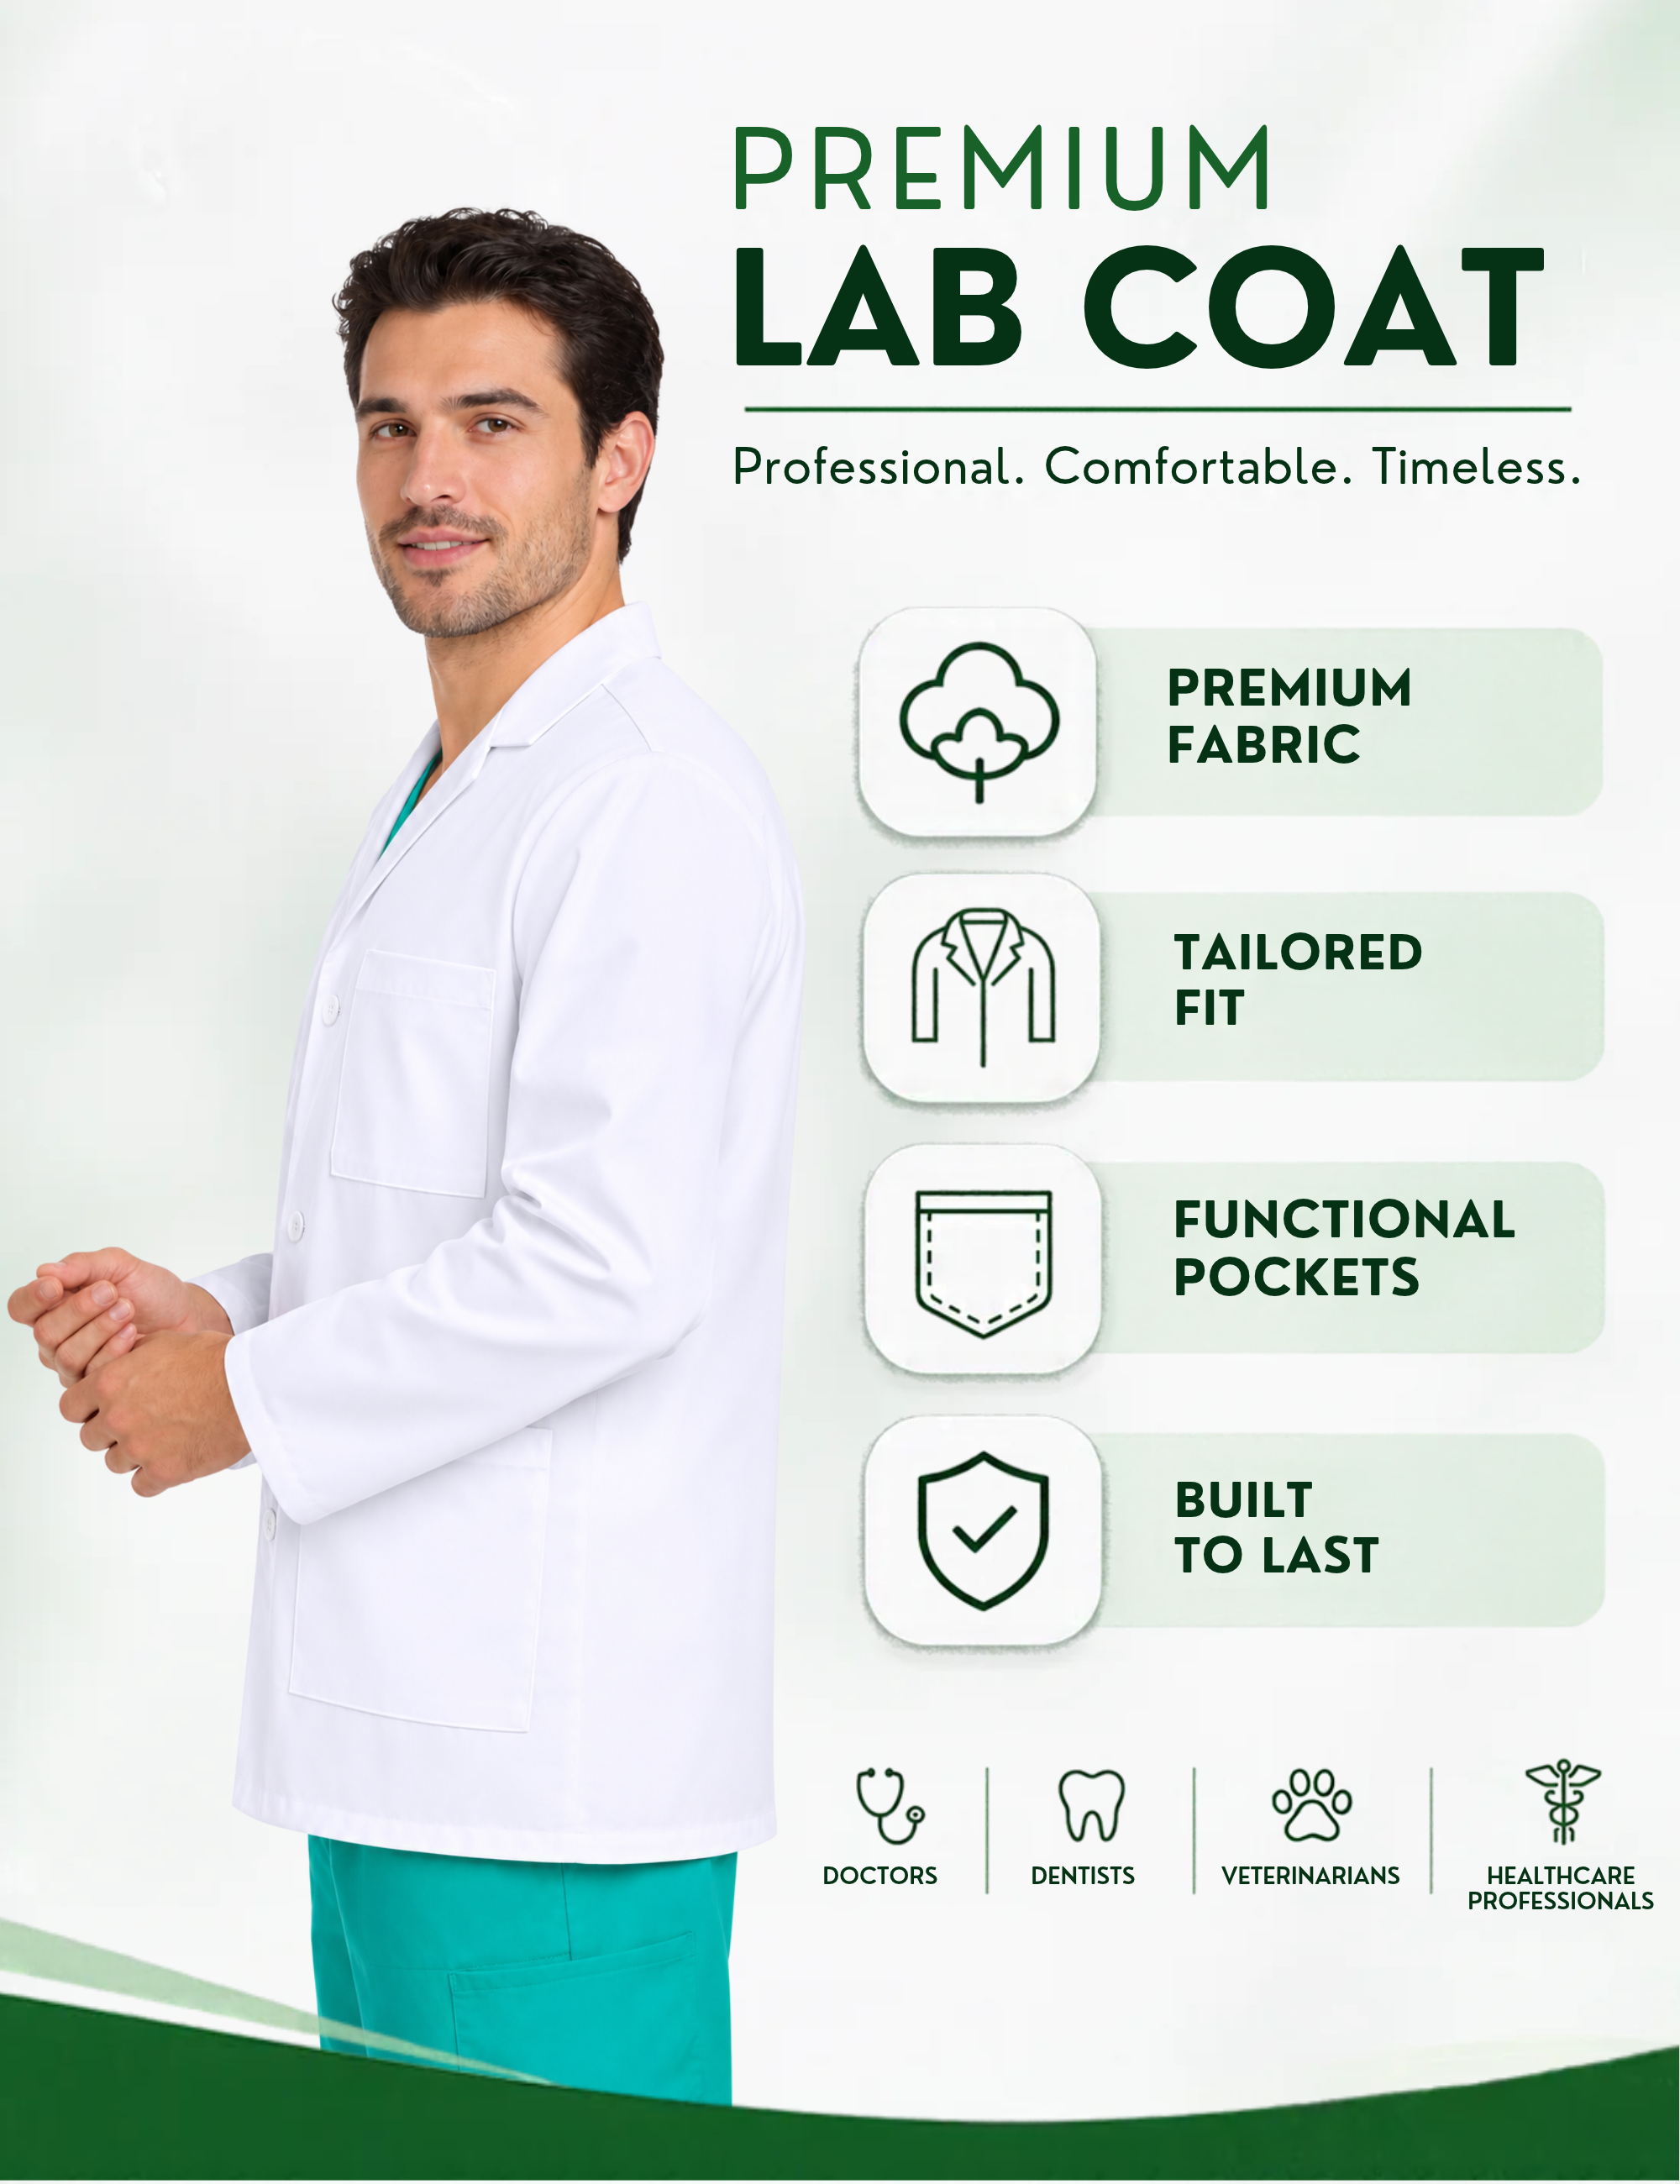 PREMIUM
LAB COAT
Professional. Comfortable. Timeless.
PREMIUM
FABRIC
TAILORED
FIT
FUNCTIONAL
POCKETS
BUILT
TO LAST
DOCTORS
DENTISTS
VETERINARIANS
HEALTHCARE
PROFESSIONALS